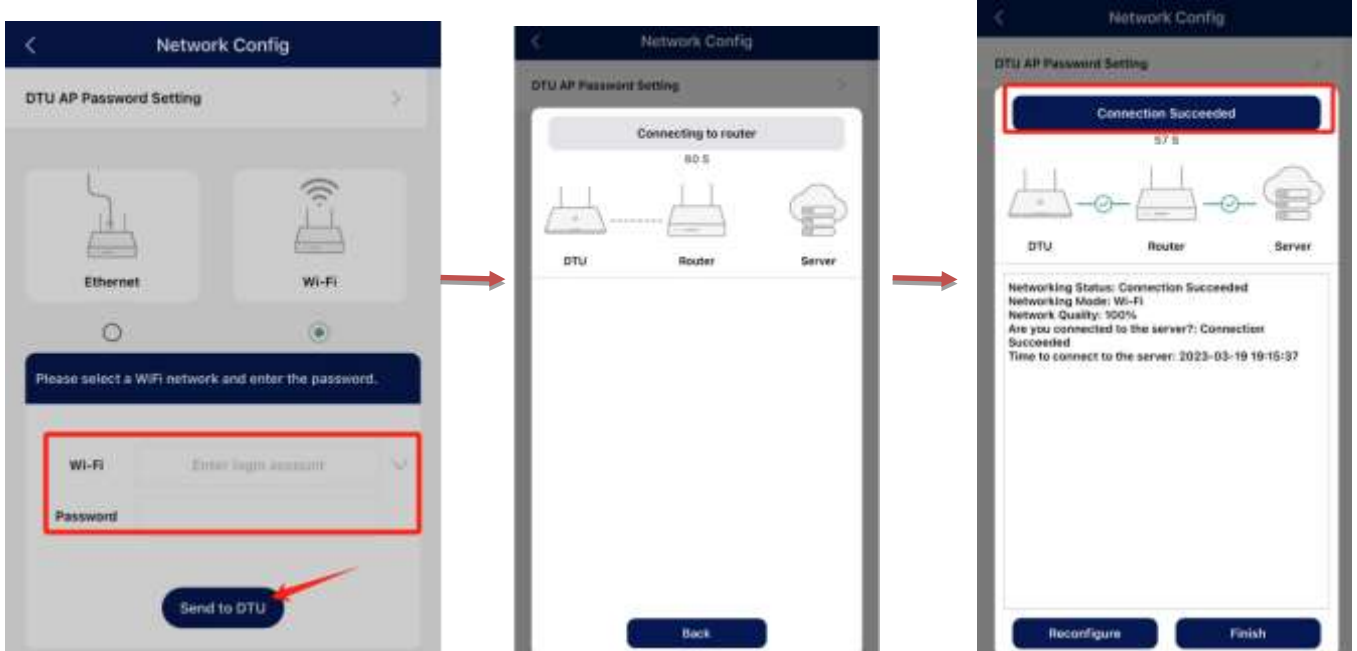 Network Config
DTU AP Password Setting
Ethernet
Wi-Fi
Please select a WiFi network and enter the password.
Wi-Fi
Enter login account
Password
Send to DTU
Network Config
DTU AP Password Setting
Connecting to router
80 S
DTU
Router
Server
Back
Network Config
DTU AP Password Setting
Connection Succeeded
57 S
DTU
Router
Server
Networking Status: Connection Succeeded
Networking Mode: Wi-Fi
Network Quality: 100%
Are you connected to the server?: Connection
Succeeded
Time to connect to the server: 2023-03-19 19:15:37
Reconfigure
Finish